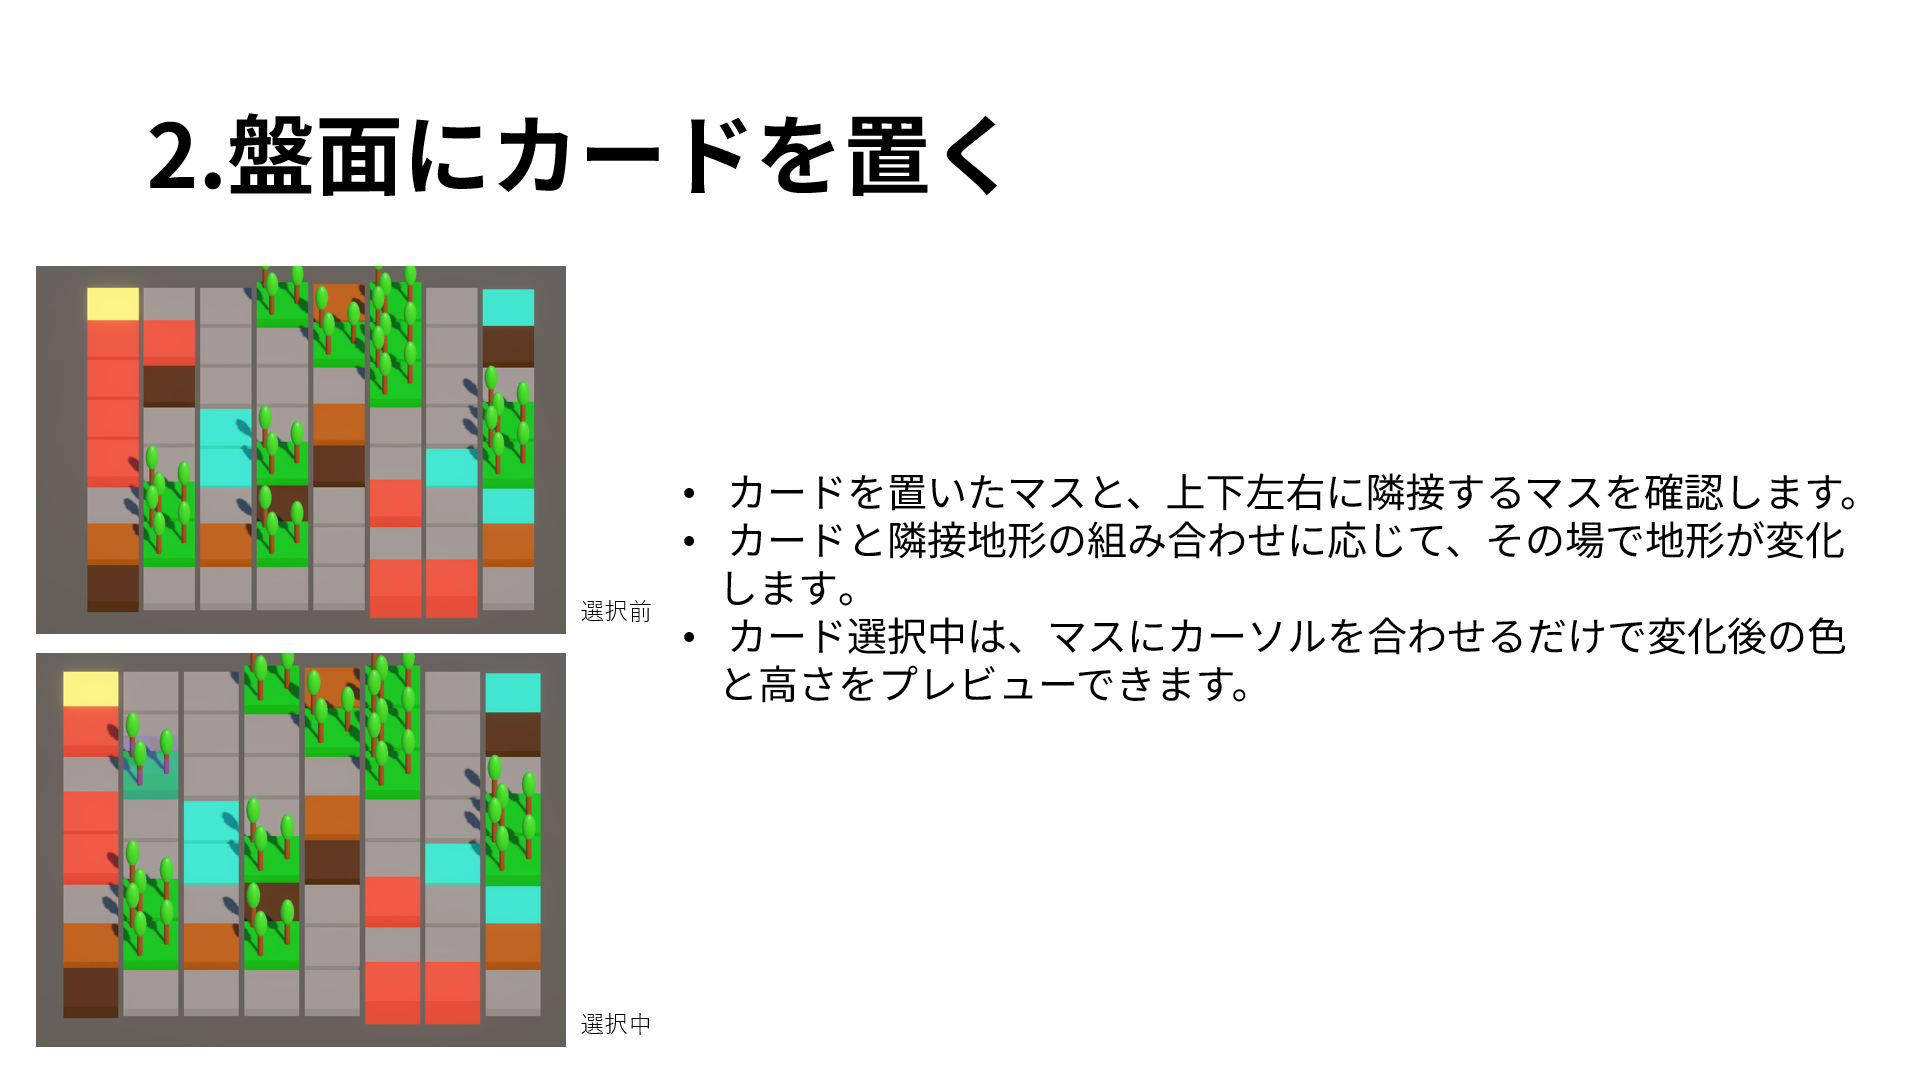 2.盤面にカードを置く
選択前
• カードを置いたマスと、上下左右に隣接するマスを確認します。
• カードと隣接地形の組み合わせに応じて、その場で地形が変化
します。
• カード選択中は、マスにカーソルを合わせるだけで変化後の色
と高さをプレビューできます。
選択中